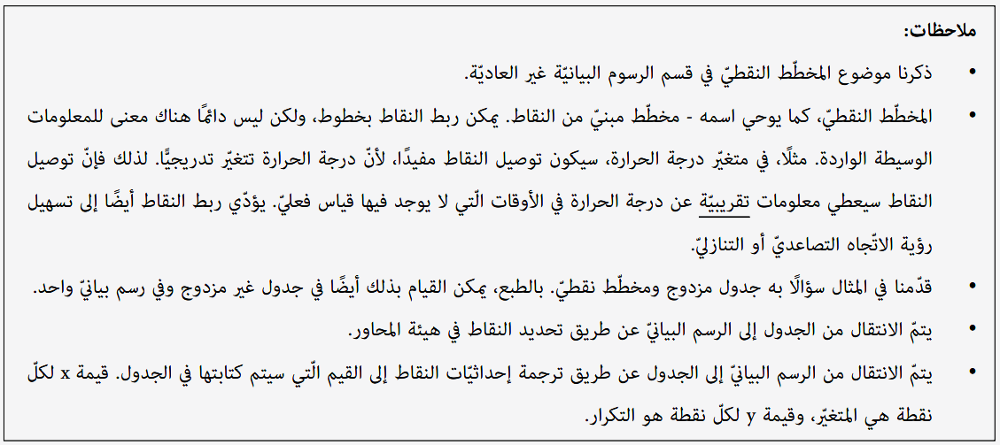 ملاحظات:
• ذكرنا موضوع المخطّط النقطيّ في قسم الرسوم البيانيّة غير العاديّة.
• المخطّط النقطيّ، كما يوحي اسمه - مخطّط مبنيّ من النقاط. يمكن ربط النقاط بخطوط، ولكن ليس دائمًا هناك معنى للمعلومات
الوسيطة الواردة. مثلًا، في متغيّر درجة الحرارة، سيكون توصيل النقاط مفيدًا، لأنّ درجة الحرارة تتغيّر تدريجيًّا. لذلك فإنّ توصيل
النقاط سيعطي معلومات تقريبيّة عن درجة الحرارة في الأوقات الّتي لا يوجد فيها قياس فعليّ. يؤدّي ربط النقاط أيضًا إلى تسهيل
رؤية الاتّجاه التصاعديّ أو التنازليّ.
• قدّمنا في المثال سؤالًا به جدول مزدوج ومخطّط نقطيّ. بالطبع، يمكن القيام بذلك أيضًا في جدول غير مزدوج وفي رسم بيانيّ واحد.
• يتمّ الانتقال من الجدول إلى الرسم البيانيّ عن طريق تحديد النقاط في هيئة المحاور.
• يتمّ الانتقال من الرسم البيانيّ إلى الجدول عن طريق ترجمة إحداثيّات النقاط إلى القيم الّتي سيتم كتابتها في الجدول. قيمة x لكلّ
نقطة هي المتغيّر، وقيمة y لكلّ نقطة هو التكرار.